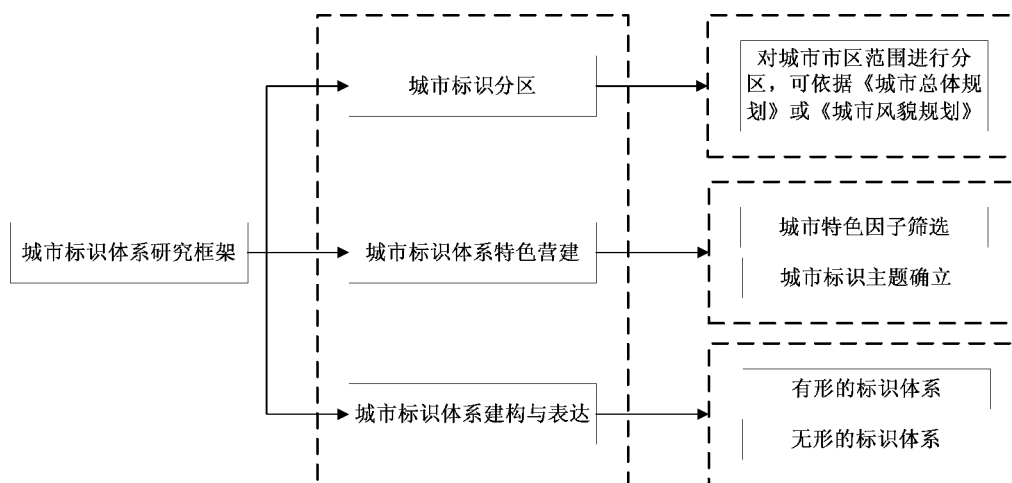 城市标识体系研究框架
城市标识分区
对城市市区范围进行分
区，可依据《城市总体规
划》或《城市风貌规划》
城市标识体系特色营建
城市特色因子筛选
城市标识主题确立
城市标识体系建构与表达
有形的标识体系
无形的标识体系